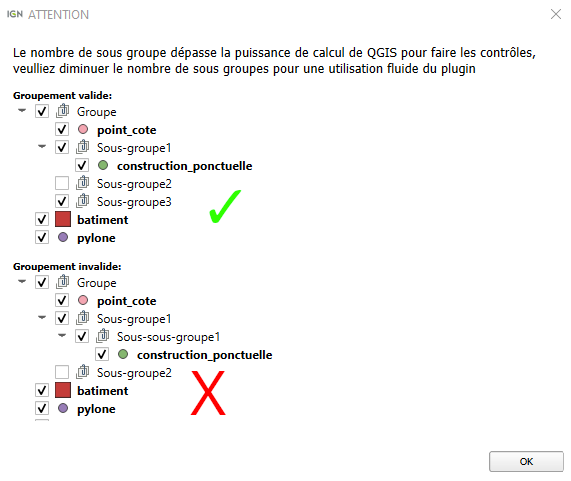 IGN ATTENTION
Le nombre de sous groupe dépasse la puissance de calcul de QGIS pour faire les contrôles,
veulliez diminuer le nombre de sous groupes pour une utilisation fluide du plugin
Groupement valide:
Groupe
point_cote
Sous-groupe1
construction_ponctuelle
Sous-groupe2
Sous-groupe3
batiment
pylone
Groupement invalide:
Groupe
point_cote
Sous-groupe1
Sous-sous-groupe1
construction_ponctuelle
Sous-groupe2
batiment
pylone
OK